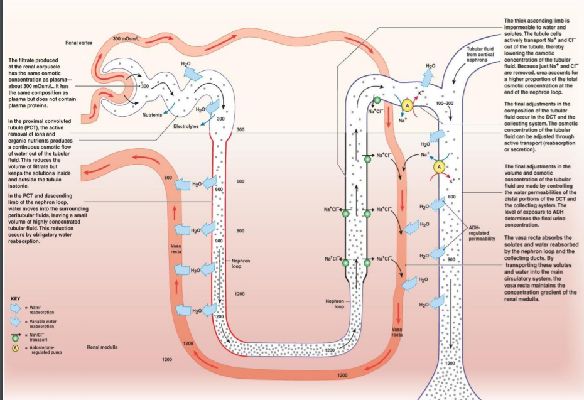 Renal cortex
300 mOsm/L
The filtrate produced
at the renal corpuscle
has the same osmotic
concentration as plasma—
about 300 mOsm/L. It has
the same composition as
plasma but does not contain
plasma proteins.
In the proximal convoluted
tubule (PCT), the active
removal of ions and
organic nutrients produces
a continuous osmotic flow
of water out of the tubular
fluid. This reduces the
volume of filtrate but
keeps the solutions inside
and outside the tubule
isotonic.
In the PCT and descending
limb of the nephron loop,
water moves into the surrounding
peritubular fluids, leaving a small
volume of highly concentrated
tubular fluid. This reduction
occurs by obligatory water
reabsorption.
300
H2O
Nutrients
H2O
Electrolytes
300
600
H2O
H2O
Vasa
recta
H2O
H2O
900
Nephron
loop
1200
1200
1200
1200
Renal medulla
KEY
= Water
reabsorption
= Variable water
reabsorption
= Na+/Cl−
transport
A = Aldosterone-
regulated pump
Na+Cl−
Na+Cl−
Na+Cl−
Na+Cl−
Na+Cl−
Na+Cl−
Nephron
loop
Vasa
recta
H2O
Tubular fluid
from cortical
nephrons
100–300
A
Na+
H2O
A
H2O
H2O
H2O
H2O
ADH-
regulated
permeability
The thick ascending limb is
impermeable to water and
solutes. The tubule cells
actively transport Na+ and Cl−
out of the tubule, thereby
lowering the osmotic
concentration of the tubular
fluid. Because just Na+ and Cl−
are removed, urea accounts for
a higher proportion of the total
osmotic concentration at the
end of the nephron loop.
The final adjustments in the
composition of the tubular
fluid occur in the DCT and the
collecting system. The osmotic
concentration of the tubular
fluid can be adjusted through
active transport (reabsorption
or secretion).
The final adjustments in the
volume and osmotic
concentration of the tubular
fluid are made by controlling
the water permeabilities of the
distal portions of the DCT and
the collecting system. The
level of exposure to ADH
determines the final urine
concentration.
The vasa recta absorbs the
solutes and water reabsorbed
by the nephron loop and the
collecting ducts. By
transporting these solutes
and water into the main
circulatory system, the
vasa recta maintains the
concentration gradient of the
renal medulla.